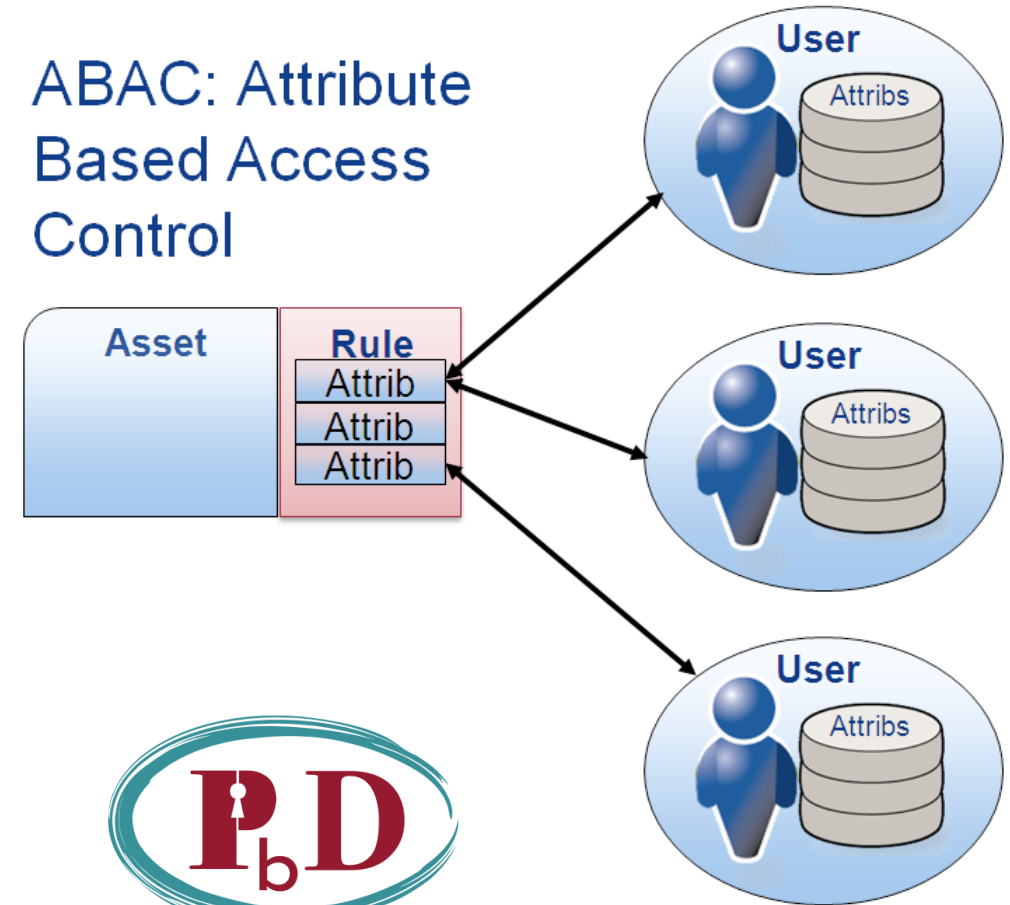 ABAC: Attribute
Based Access
Control
User
Attribs
Asset
Rule
Attrib
Attrib
Attrib
User
Attribs
User
Attribs
PbD